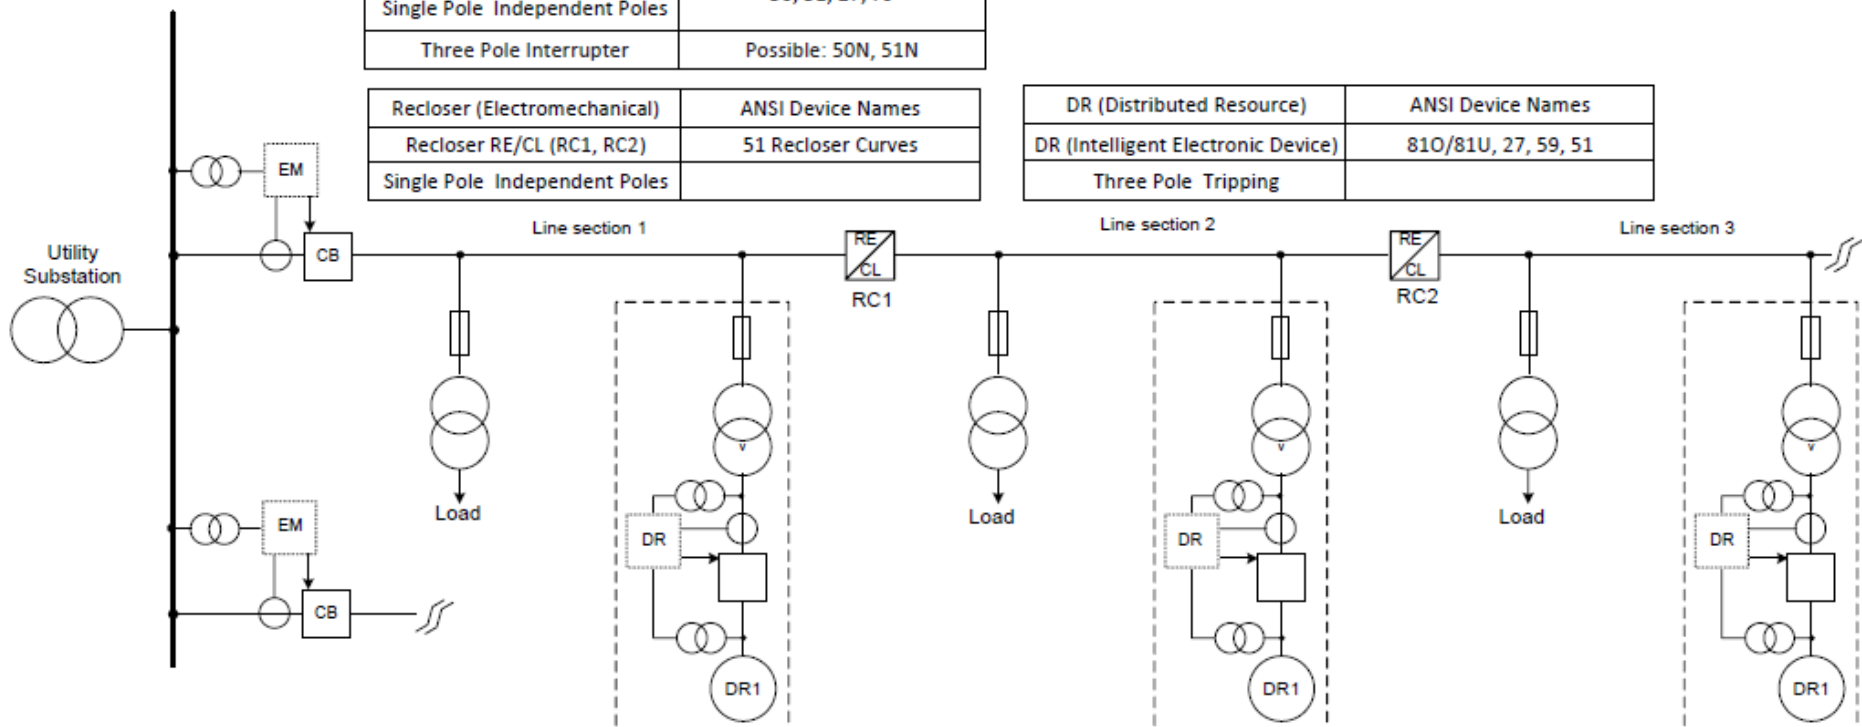 Single Pole Independent Poles
Three Pole Interrupter Possible: 50N, 51N
Recloser (Electromechanical) ANSI Device Names
Recloser RE/CL (RC1, RC2) 51 Recloser Curves
Single Pole Independent Poles
DR (Distributed Resource) ANSI Device Names
DR (Intelligent Electronic Device) 81O/81U, 27, 59, 51
Three Pole Tripping
EM
Line section 1
Line section 2
Line section 3
Utility
Substation
CB
RE
CL
RC1
RE
CL
RC2
Load
Load
Load
v
v
v
EM
DR
DR
DR
CB
DR1
DR1
DR1